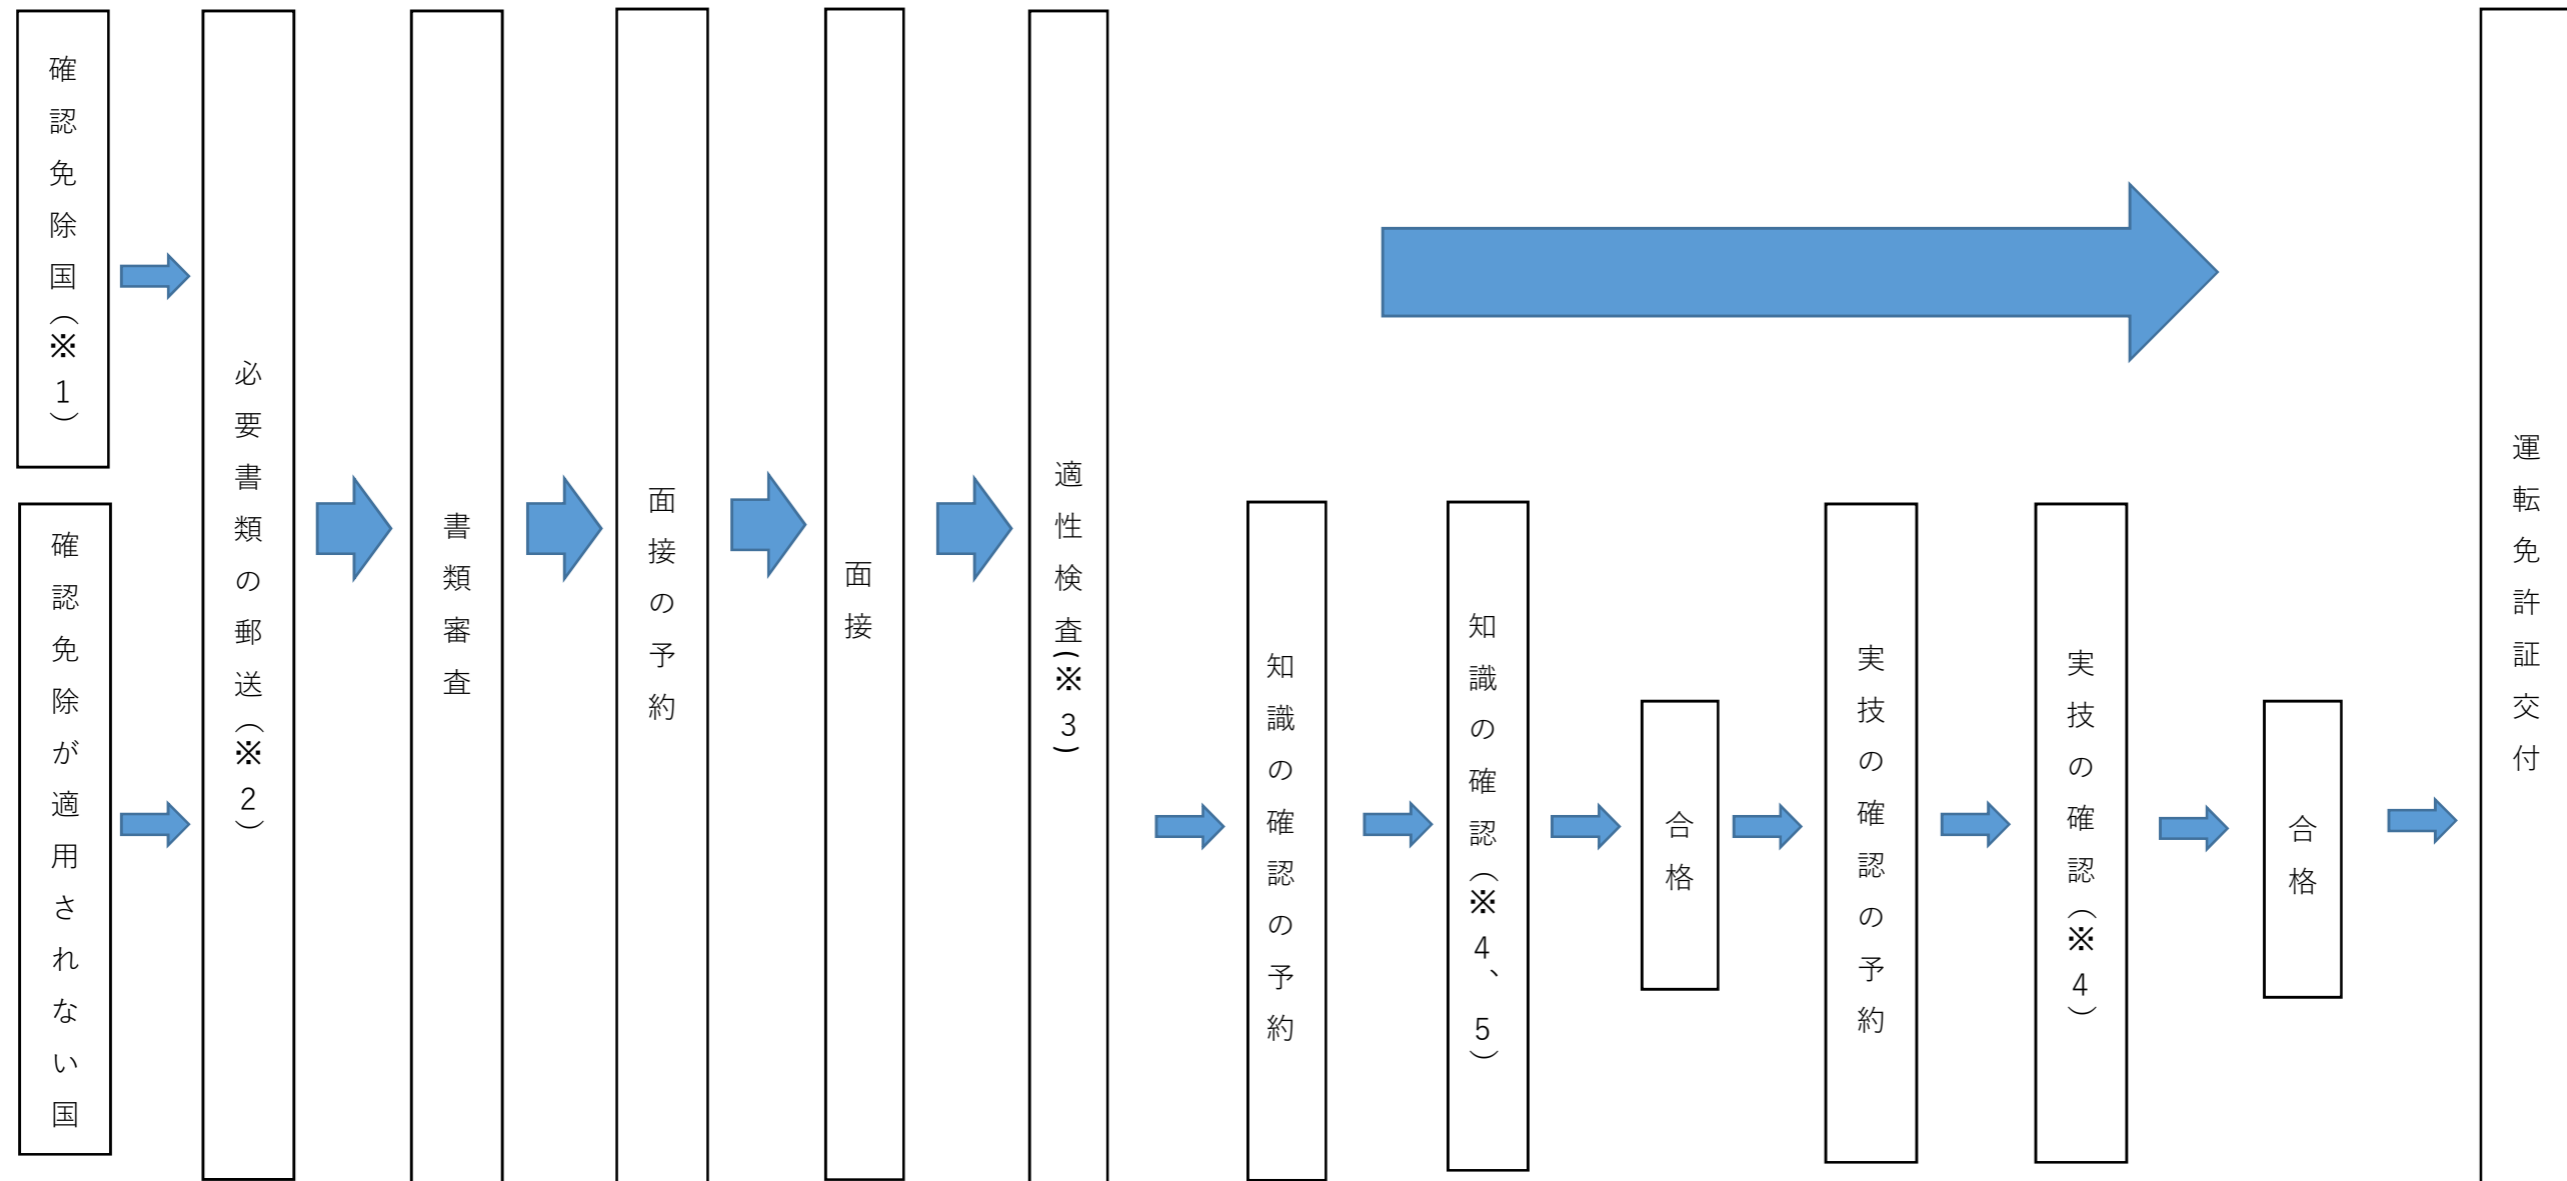 確認免除国（※1）
確認免除が適用されない国
必要書類の郵送（※2）
書類審査
面接の予約
面接
適性検査(※3)
知識の確認の予約
知識の確認（※4、5）
合格
実技の確認の予約
実技の確認（※4）
合格
運転免許証交付